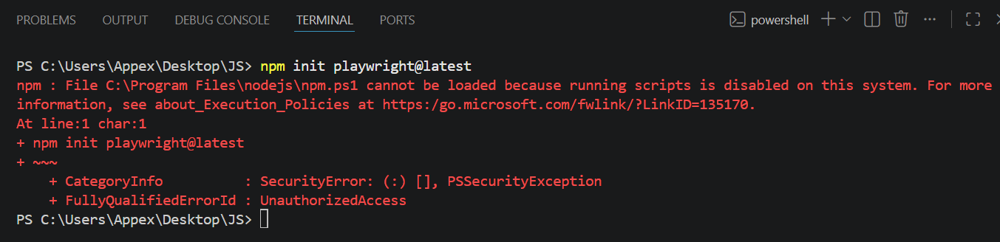 PROBLEMS OUTPUT DEBUG CONSOLE TERMINAL PORTS powershell
PS C:\Users\Appex\Desktop\JS> npm init playwright@latest
npm : File C:\Program Files\nodejs\npm.ps1 cannot be loaded because running scripts is disabled on this system. For more
information, see about_Execution_Policies at https:/go.microsoft.com/fwlink/?LinkID=135170.
At line:1 char:1
+ npm init playwright@latest
+ ~~~
+ CategoryInfo : SecurityError: (:) [], PSSecurityException
+ FullyQualifiedErrorId : UnauthorizedAccess
PS C:\Users\Appex\Desktop\JS>